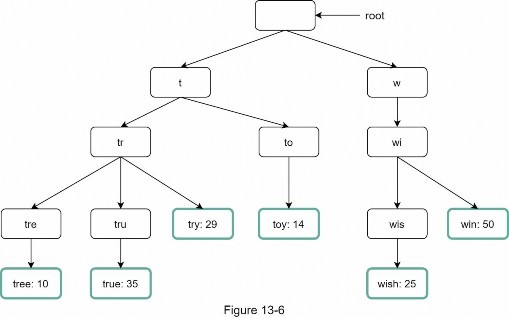 root
t
w
tr
to
wi
tre
tru
try: 29
toy: 14
wis
win: 50
tree: 10
true: 35
wish: 25
Figure 13-6